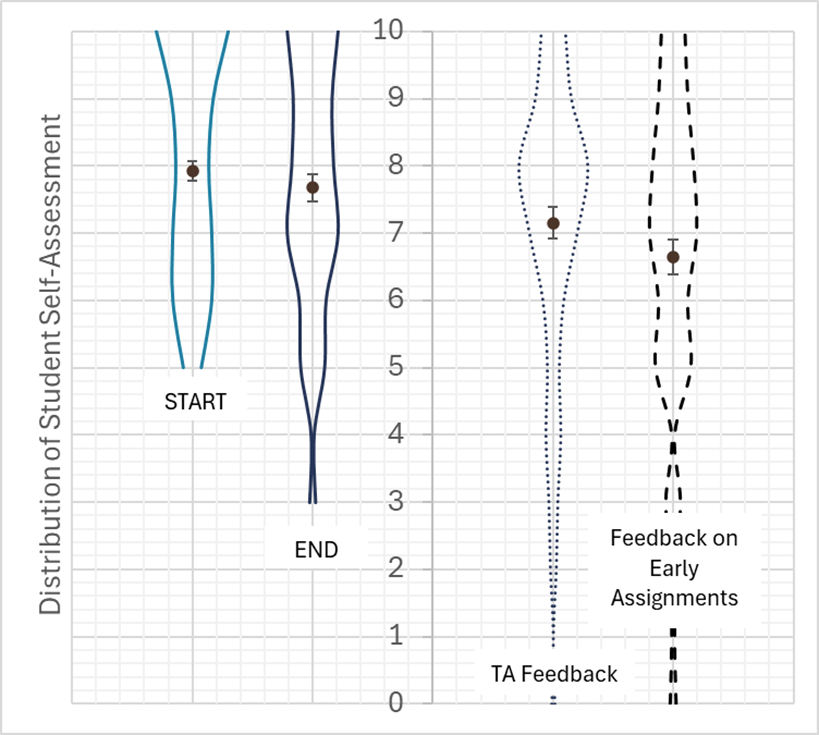 Distribution of Student Self-Assessment
10
9
8
7
6
5
4
3
2
1
0
START
END
TA Feedback
Feedback on
Early
Assignments